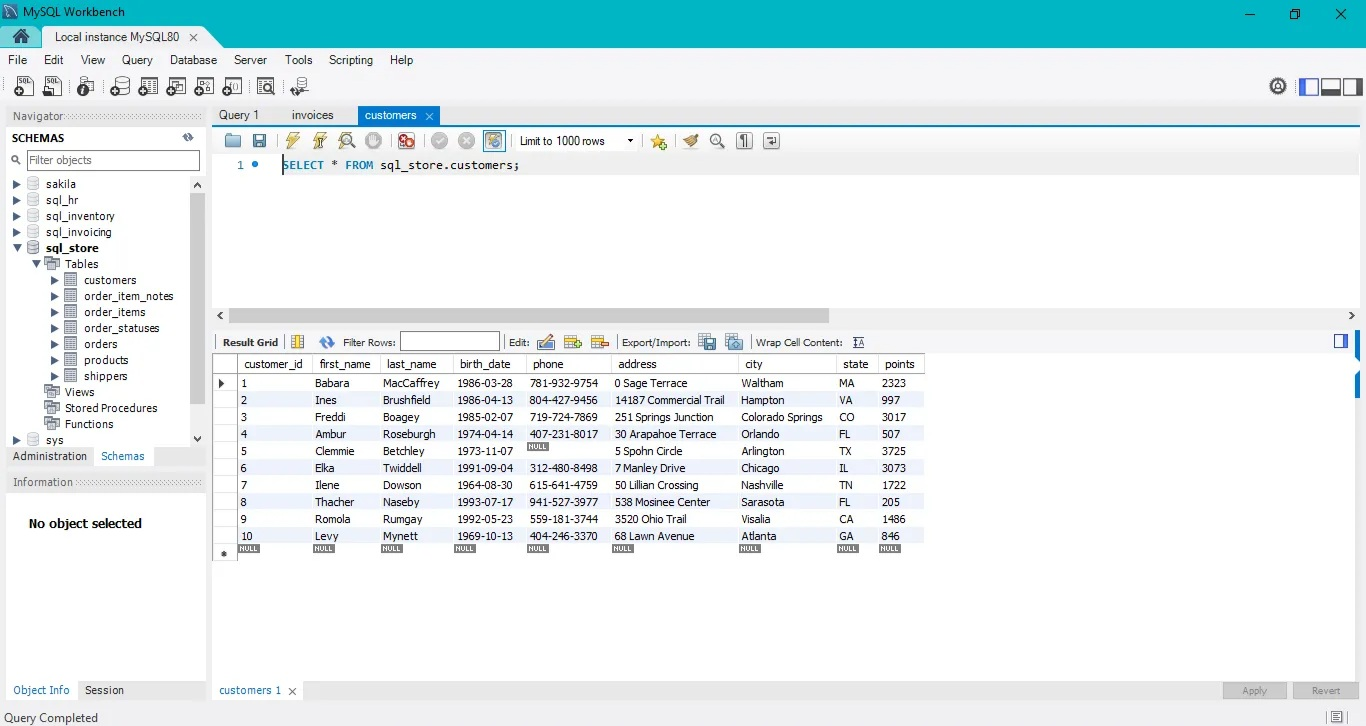 MySQL Workbench
Local instance MySQL80
File Edit View Query Database Server Tools Scripting Help
Navigator
SCHEMAS
Filter objects
sakila
sql_hr
sql_inventory
sql_invoicing
sql_store
Tables
customers
order_item_notes
order_items
order_statuses
orders
products
shippers
Views
Stored Procedures
Functions
sys
Administration Schemas
Information
No object selected
Object Info Session
Query 1 invoices customers
Limit to 1000 rows
1 SELECT * FROM sql_store.customers;
Result Grid Filter Rows: Edit: Export/Import: Wrap Cell Content:
customer_id first_name last_name birth_date phone address city state points
1 Babara MacCaffrey 1986-03-28 781-932-9754 0 Sage Terrace Waltham MA 2323
2 Ines Brushfield 1986-04-13 804-427-9456 14187 Commercial Trail Hampton VA 997
3 Freddi Boagey 1985-02-07 719-724-7869 251 Springs Junction Colorado Springs CO 3017
4 Ambur Roseburgh 1974-04-14 407-231-8017 30 Arapahoe Terrace Orlando FL 507
5 Clemmie Betchley 1973-11-07 NULL 5 Spohn Circle Arlington TX 3725
6 Elka Twiddell 1991-09-04 312-480-8498 7 Manley Drive Chicago IL 3073
7 Ilene Dowson 1964-08-30 615-641-4759 50 Lillian Crossing Nashville TN 1722
8 Thacher Naseby 1993-07-17 941-527-3977 538 Mosinee Center Sarasota FL 205
9 Romola Rumgay 1992-05-23 559-181-3744 3520 Ohio Trail Visalia CA 1486
10 Levy Mynett 1969-10-13 404-246-3370 68 Lawn Avenue Atlanta GA 846
NULL NULL NULL NULL NULL NULL NULL NULL NULL
customers 1
Apply Revert
Query Completed